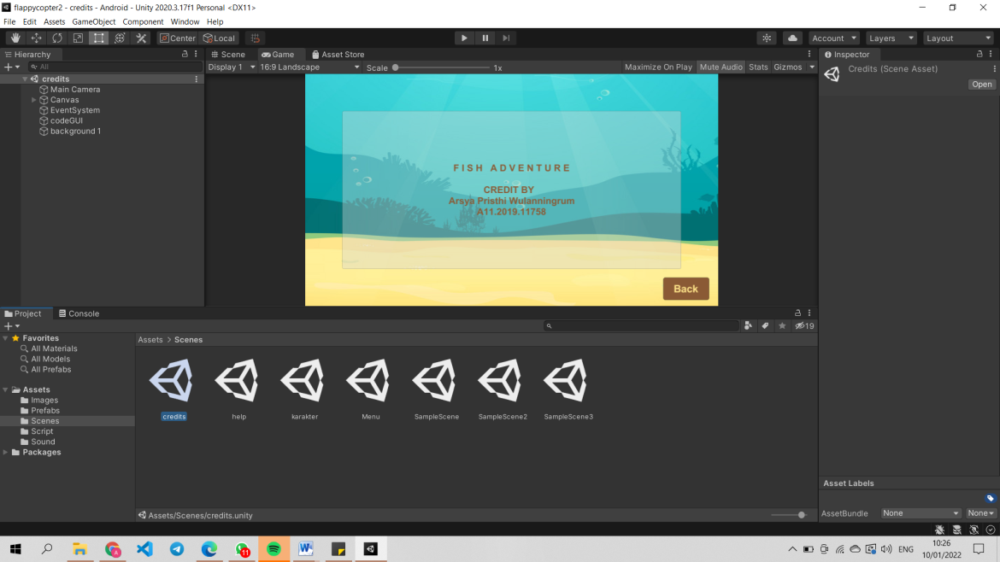 flappycopter2 - credits - Android - Unity 2020.3.17f1 Personal <DX11>
File Edit Assets GameObject Component Window Help
Center Local Account Layers Layout
Hierarchy
All
credits
Main Camera
Canvas
EventSystem
codeGUI
background 1
Scene Game Asset Store
Display 1 16:9 Landscape Scale 1x Maximize On Play Mute Audio Stats Gizmos
FISH ADVENTURE
CREDIT BY
Arsya Pristhi Wulanningrum
A11.2019.11758
Back
Inspector
Credits (Scene Asset)
Open
Project Console
19
Favorites
All Materials
All Models
All Prefabs
Assets
Images
Prefabs
Scenes
Script
Sound
Packages
Assets > Scenes
credits help karakter Menu SampleScene SampleScene2 SampleScene3
Assets/Scenes/credits.unity
Asset Labels
AssetBundle None None
A 11 W ENG 10:26
10/01/2022